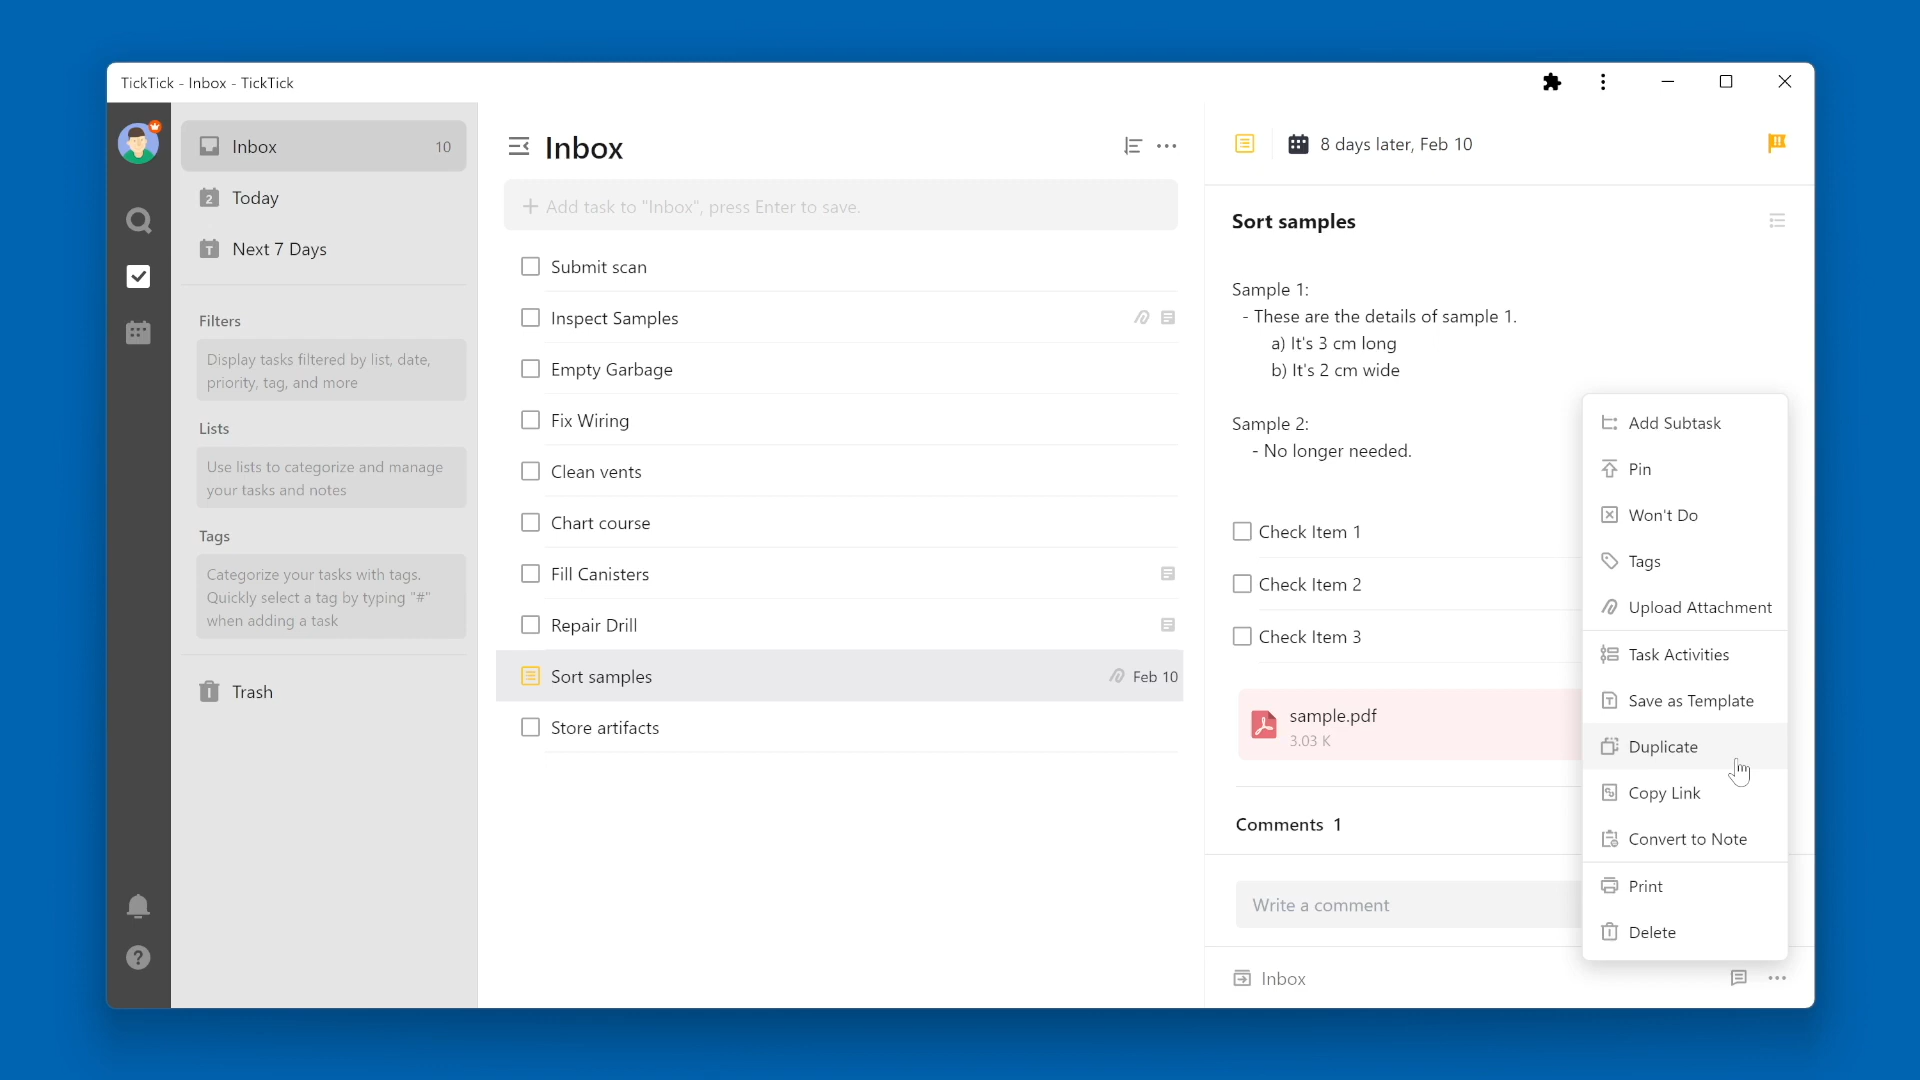 TickTick - Inbox - TickTick
Inbox 10
2 Today
T Next 7 Days
Filters
Display tasks filtered by list, date,
priority, tag, and more
Lists
Use lists to categorize and manage
your tasks and notes
Tags
Categorize your tasks with tags.
Quickly select a tag by typing "#"
when adding a task
Trash
Inbox
+ Add task to "Inbox", press Enter to save.
Submit scan
Inspect Samples
Empty Garbage
Fix Wiring
Clean vents
Chart course
Fill Canisters
Repair Drill
Sort samples Feb 10
Store artifacts
8 days later, Feb 10
Sort samples
Sample 1:
- These are the details of sample 1.
a) It's 3 cm long
b) It's 2 cm wide
Sample 2:
- No longer needed.
Check Item 1
Check Item 2
Check Item 3
sample.pdf
3.03 K
Comments 1
Write a comment
Inbox
Add Subtask
Pin
Won't Do
Tags
Upload Attachment
Task Activities
Save as Template
Duplicate
Copy Link
Convert to Note
Print
Delete